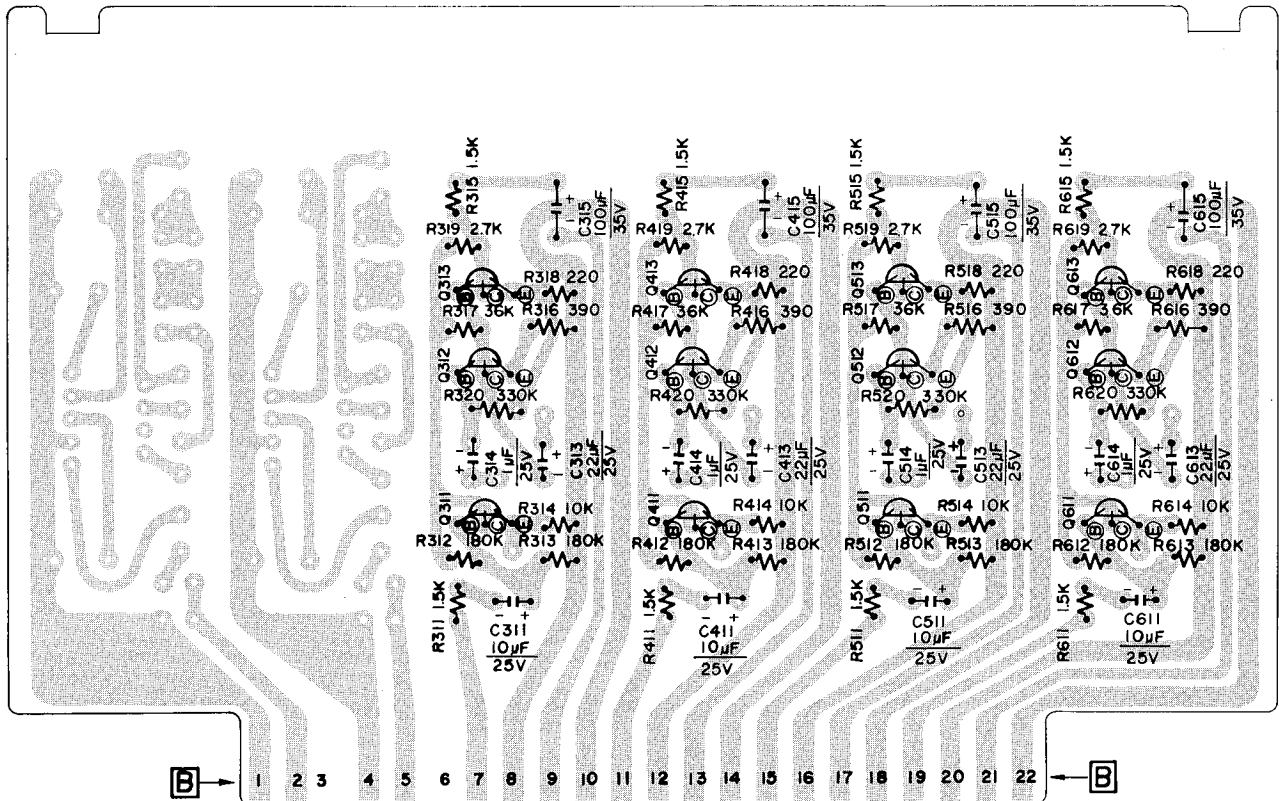 R315 1.5K
C315
100µF
35V
R319 2.7K
Q313
B C E
R318 220
R317 36K
R316 390
Q312
B C E
R320 330K
C314
1µF
25V
C313
22µF
25V
Q311
B C E
R314 10K
R312 180K
R313 180K
R311 1.5K
C311
10µF
25V
R415 1.5K
C415
100µF
35V
R419 2.7K
Q413
B C E
R418 220
R417 36K
R416 390
Q412
B C E
R420 330K
C414
1µF
25V
C413
22µF
25V
Q411
B C E
R414 10K
R412 180K
R413 180K
R411 1.5K
C411
10µF
25V
R515 1.5K
C515
100µF
35V
R519 2.7K
Q513
B C E
R518 220
R517 36K
R516 390
Q512
B C E
R520 330K
C514
1µF
25V
C513
22µF
25V
Q511
B C E
R514 10K
R512 180K
R513 180K
R511 1.5K
C511
10µF
25V
R615 1.5K
C615
100µF
35V
R619 2.7K
Q613
B C E
R618 220
R617 36K
R616 390
Q612
B C E
R620 330K
C614
1µF
25V
C613
22µF
25V
Q611
B C E
R614 10K
R612 180K
R613 180K
R611 1.5K
C611
10µF
25V
B 1 2 3 4 5 6 7 8 9 10 11 12 13 14 15 16 17 18 19 20 21 22 B